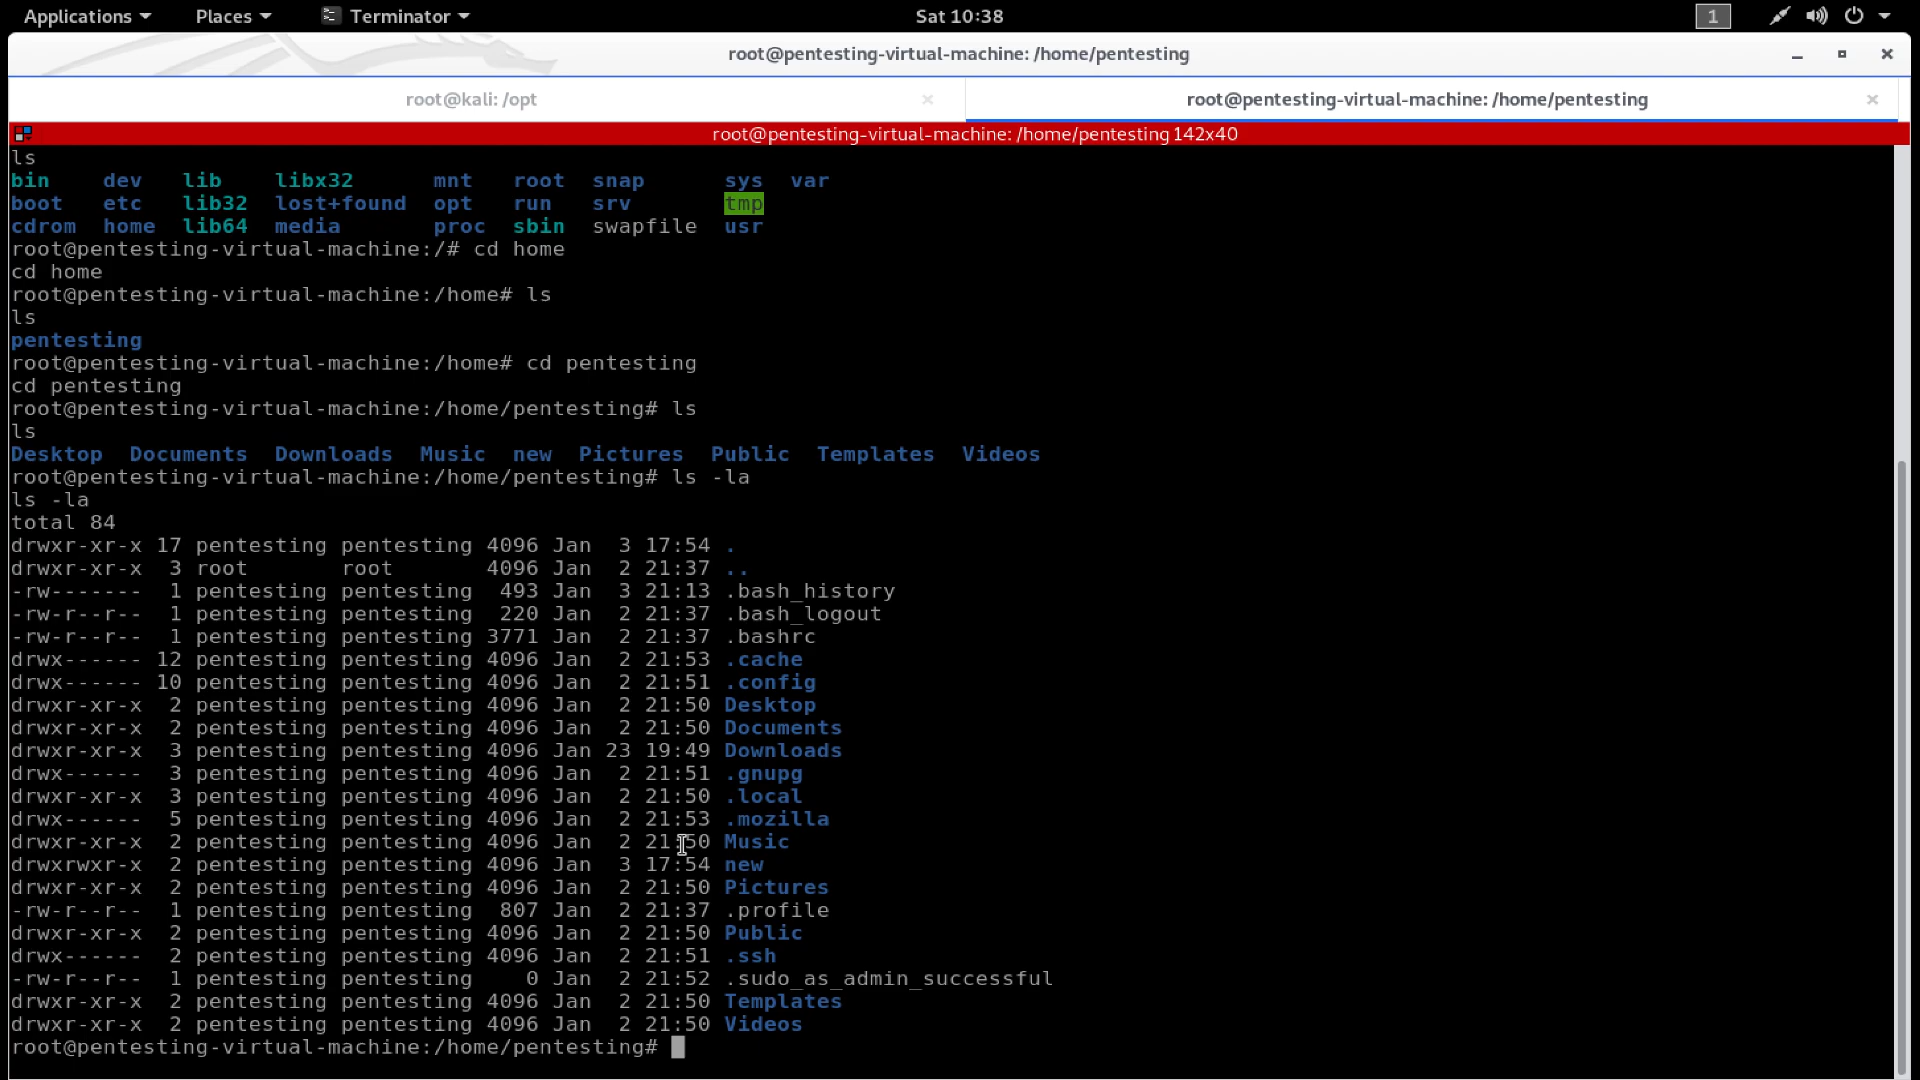 Applications Places Terminator Sat 10:38 1
root@pentesting-virtual-machine: /home/pentesting
root@kali: /opt root@pentesting-virtual-machine: /home/pentesting
root@pentesting-virtual-machine: /home/pentesting 142x40
ls
bin dev lib libx32 mnt root snap sys var
boot etc lib32 lost+found opt run srv tmp
cdrom home lib64 media proc sbin swapfile usr
root@pentesting-virtual-machine:/# cd home
cd home
root@pentesting-virtual-machine:/home# ls
ls
pentesting
root@pentesting-virtual-machine:/home# cd pentesting
cd pentesting
root@pentesting-virtual-machine:/home/pentesting# ls
ls
Desktop Documents Downloads Music new Pictures Public Templates Videos
root@pentesting-virtual-machine:/home/pentesting# ls -la
ls -la
total 84
drwxr-xr-x 17 pentesting pentesting 4096 Jan 3 17:54 .
drwxr-xr-x 3 root root 4096 Jan 2 21:37 ..
-rw------- 1 pentesting pentesting 493 Jan 3 21:13 .bash_history
-rw-r--r-- 1 pentesting pentesting 220 Jan 2 21:37 .bash_logout
-rw-r--r-- 1 pentesting pentesting 3771 Jan 2 21:37 .bashrc
drwx------ 12 pentesting pentesting 4096 Jan 2 21:53 .cache
drwx------ 10 pentesting pentesting 4096 Jan 2 21:51 .config
drwxr-xr-x 2 pentesting pentesting 4096 Jan 2 21:50 Desktop
drwxr-xr-x 2 pentesting pentesting 4096 Jan 2 21:50 Documents
drwxr-xr-x 3 pentesting pentesting 4096 Jan 23 19:49 Downloads
drwx------ 3 pentesting pentesting 4096 Jan 2 21:51 .gnupg
drwxr-xr-x 3 pentesting pentesting 4096 Jan 2 21:50 .local
drwx------ 5 pentesting pentesting 4096 Jan 2 21:53 .mozilla
drwxr-xr-x 2 pentesting pentesting 4096 Jan 2 21:50 Music
drwxrwxr-x 2 pentesting pentesting 4096 Jan 3 17:54 new
drwxr-xr-x 2 pentesting pentesting 4096 Jan 2 21:50 Pictures
-rw-r--r-- 1 pentesting pentesting 807 Jan 2 21:37 .profile
drwxr-xr-x 2 pentesting pentesting 4096 Jan 2 21:50 Public
drwx------ 2 pentesting pentesting 4096 Jan 2 21:51 .ssh
-rw-r--r-- 1 pentesting pentesting 0 Jan 2 21:52 .sudo_as_admin_successful
drwxr-xr-x 2 pentesting pentesting 4096 Jan 2 21:50 Templates
drwxr-xr-x 2 pentesting pentesting 4096 Jan 2 21:50 Videos
root@pentesting-virtual-machine:/home/pentesting#